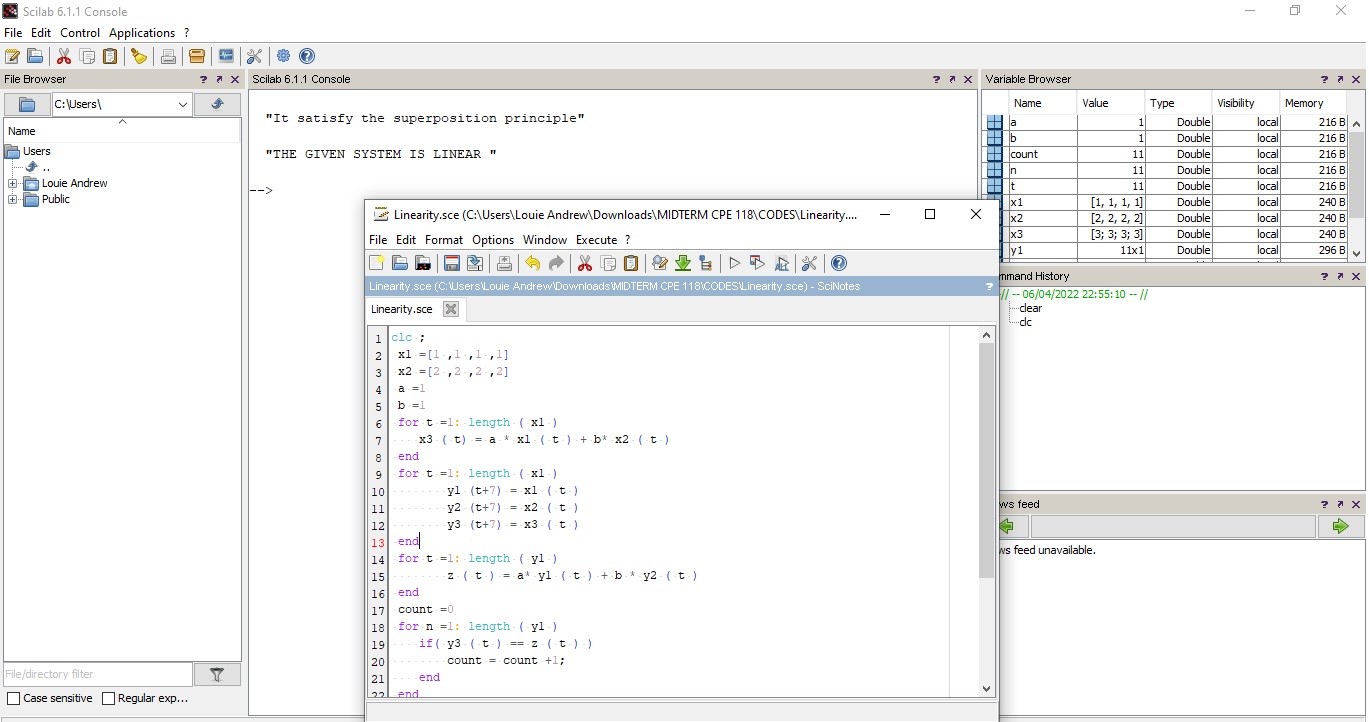 Scilab 6.1.1 Console
File Edit Control Applications ?
File Browser ? 
C:\Users\
Name
Users
..
Louie Andrew
Public
File/directory filter
Case sensitive Regular exp...
Scilab 6.1.1 Console ?
"It satisfy the superposition principle"
"THE GIVEN SYSTEM IS LINEAR "
-->
Linearity.sce (C:\Users\Louie Andrew\Downloads\MIDTERM CPE 118\CODES\Linearity....
File Edit Format Options Window Execute ?
Linearity.sce (C:\Users\Louie Andrew\Downloads\MIDTERM CPE 118\CODES\Linearity.sce) - SciNotes ?
Linearity.sce
1 clc ;
2 x1 =[1 ,1 ,1 ,1]
3 x2 =[2 ,2 ,2 ,2]
4 a =1
5 b =1
6 for t =1: length ( x1 )
7 x3 ( t) = a * x1 ( t ) + b* x2 ( t )
8 end
9 for t =1: length ( x1 )
10 y1 (t+7) = x1 ( t )
11 y2 (t+7) = x2 ( t )
12 y3 (t+7) = x3 ( t )
13 end
14 for t =1: length ( y1 )
15 z ( t ) = a* y1 ( t ) + b * y2 ( t )
16 end
17 count =0
18 for n =1: length ( y1 )
19 if( y3 ( t ) == z ( t ) )
20 count = count +1;
21 end
22 end
Variable Browser ?
Name Value Type Visibility Memory
a 1 Double local 216 B
b 1 Double local 216 B
count 11 Double local 216 B
n 11 Double local 216 B
t 11 Double local 216 B
x1 [1, 1, 1, 1] Double local 240 B
x2 [2, 2, 2, 2] Double local 240 B
x3 [3; 3; 3; 3] Double local 240 B
y1 11x1 Double local 296 B
mmand History ?
// -- 06/04/2022 22:55:10 -- //
clear
clc
ws feed ?
ws feed unavailable.